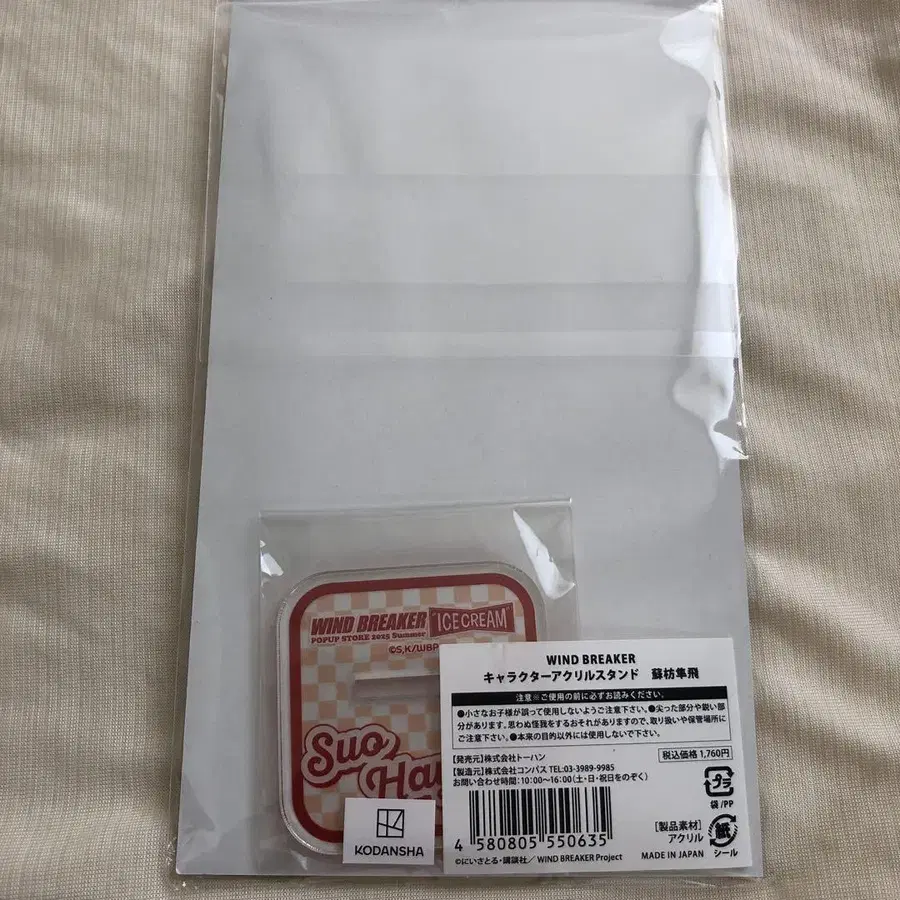 WIND BREAKER "ICE CREAM"
POPUP STORE 2025 Summer
©S,K/WBP
Suo
Ha
KODANSHA
WIND BREAKER
キャラクターアクリルスタンド 蘇枋隼飛
注意※ご使用の前に必ずお読みください。
●小さなお子様が誤って使用しないようご注意下さい。●尖った部分や鋭い部
分があります。思わぬ怪我をするおそれがありますので、取り扱いや保管場所に
ご注意下さい。●本来の目的以外には使用しないで下さい。
[発売元]株式会社トーハン
税込価格 1,760円
[製造元]株式会社コンパス TEL:03-3989-9985
お問い合わせ時間:10:00〜16:00(土・日・祝日をのぞく)
プラ
袋/PP
4 580805 550635
[製品素材]
アクリル
紙
シール
MADE IN JAPAN
©にいさとる・講談社/ WIND BREAKER Project